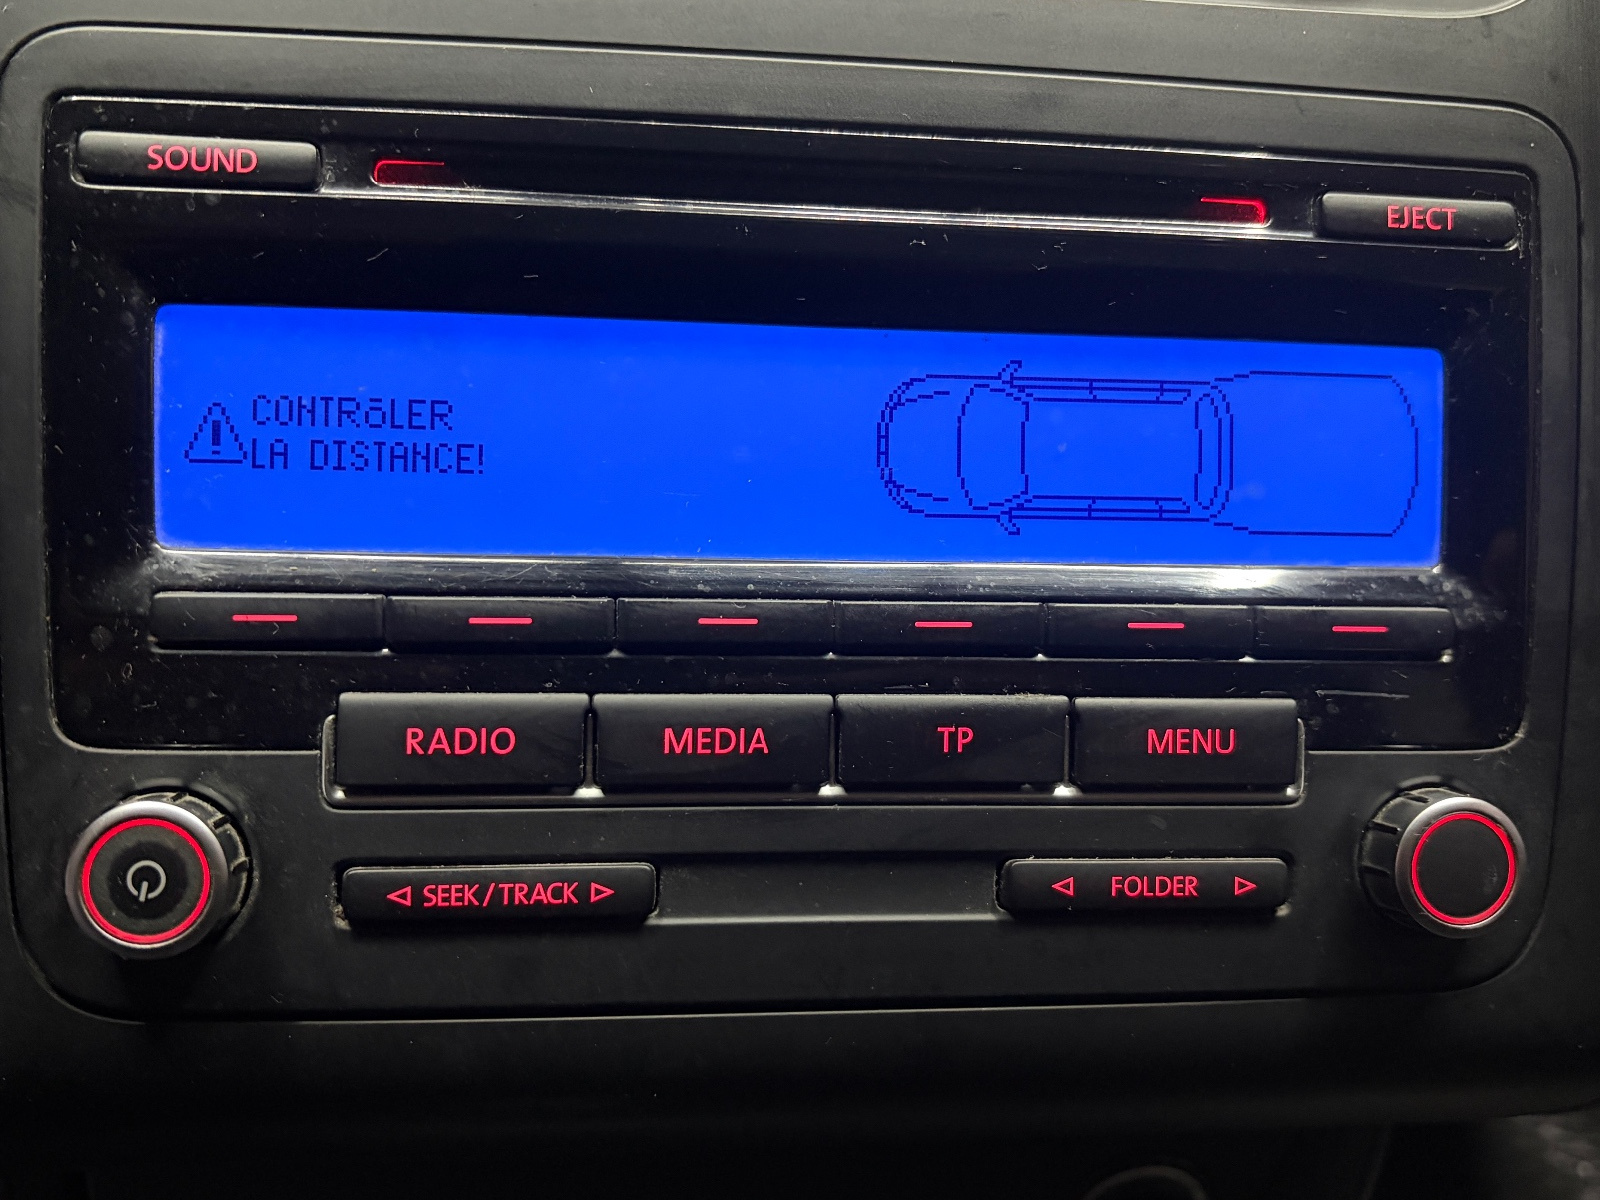 SOUND
EJECT
CONTRôLER
LA DISTANCE!
RADIO
MEDIA
TP
MENU
SEEK/TRACK
FOLDER